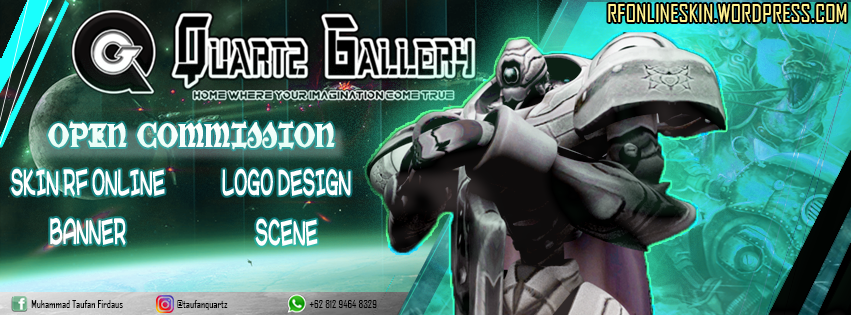 RFONLINESKIN.WORDPRESS.COM
Quartz Gallery
HOME WHERE YOUR IMAGINATION COME TRUE
OPEN COMMISSION
SKIN RF ONLINE
LOGO DESIGN
BANNER
SCENE
Muhammad Taufan Firdaus
@taufanquartz
+62 812 9464 8329